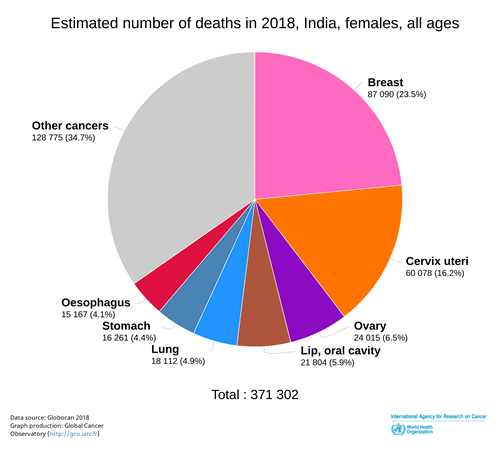 Estimated number of deaths in 2018, India, females, all ages
Breast
87 090 (23.5%)
Other cancers
128 775 (34.7%)
Cervix uteri
60 078 (16.2%)
Oesophagus
15 167 (4.1%)
Stomach
16 261 (4.4%)
Ovary
24 015 (6.5%)
Lung
18 112 (4.9%)
Lip, oral cavity
21 804 (5.9%)
Total : 371 302
Data source: Globocan 2018
Graph production: Global Cancer
Observatory (http://gco.iarc.fr)
International Agency for Research on Cancer
World Health
Organization